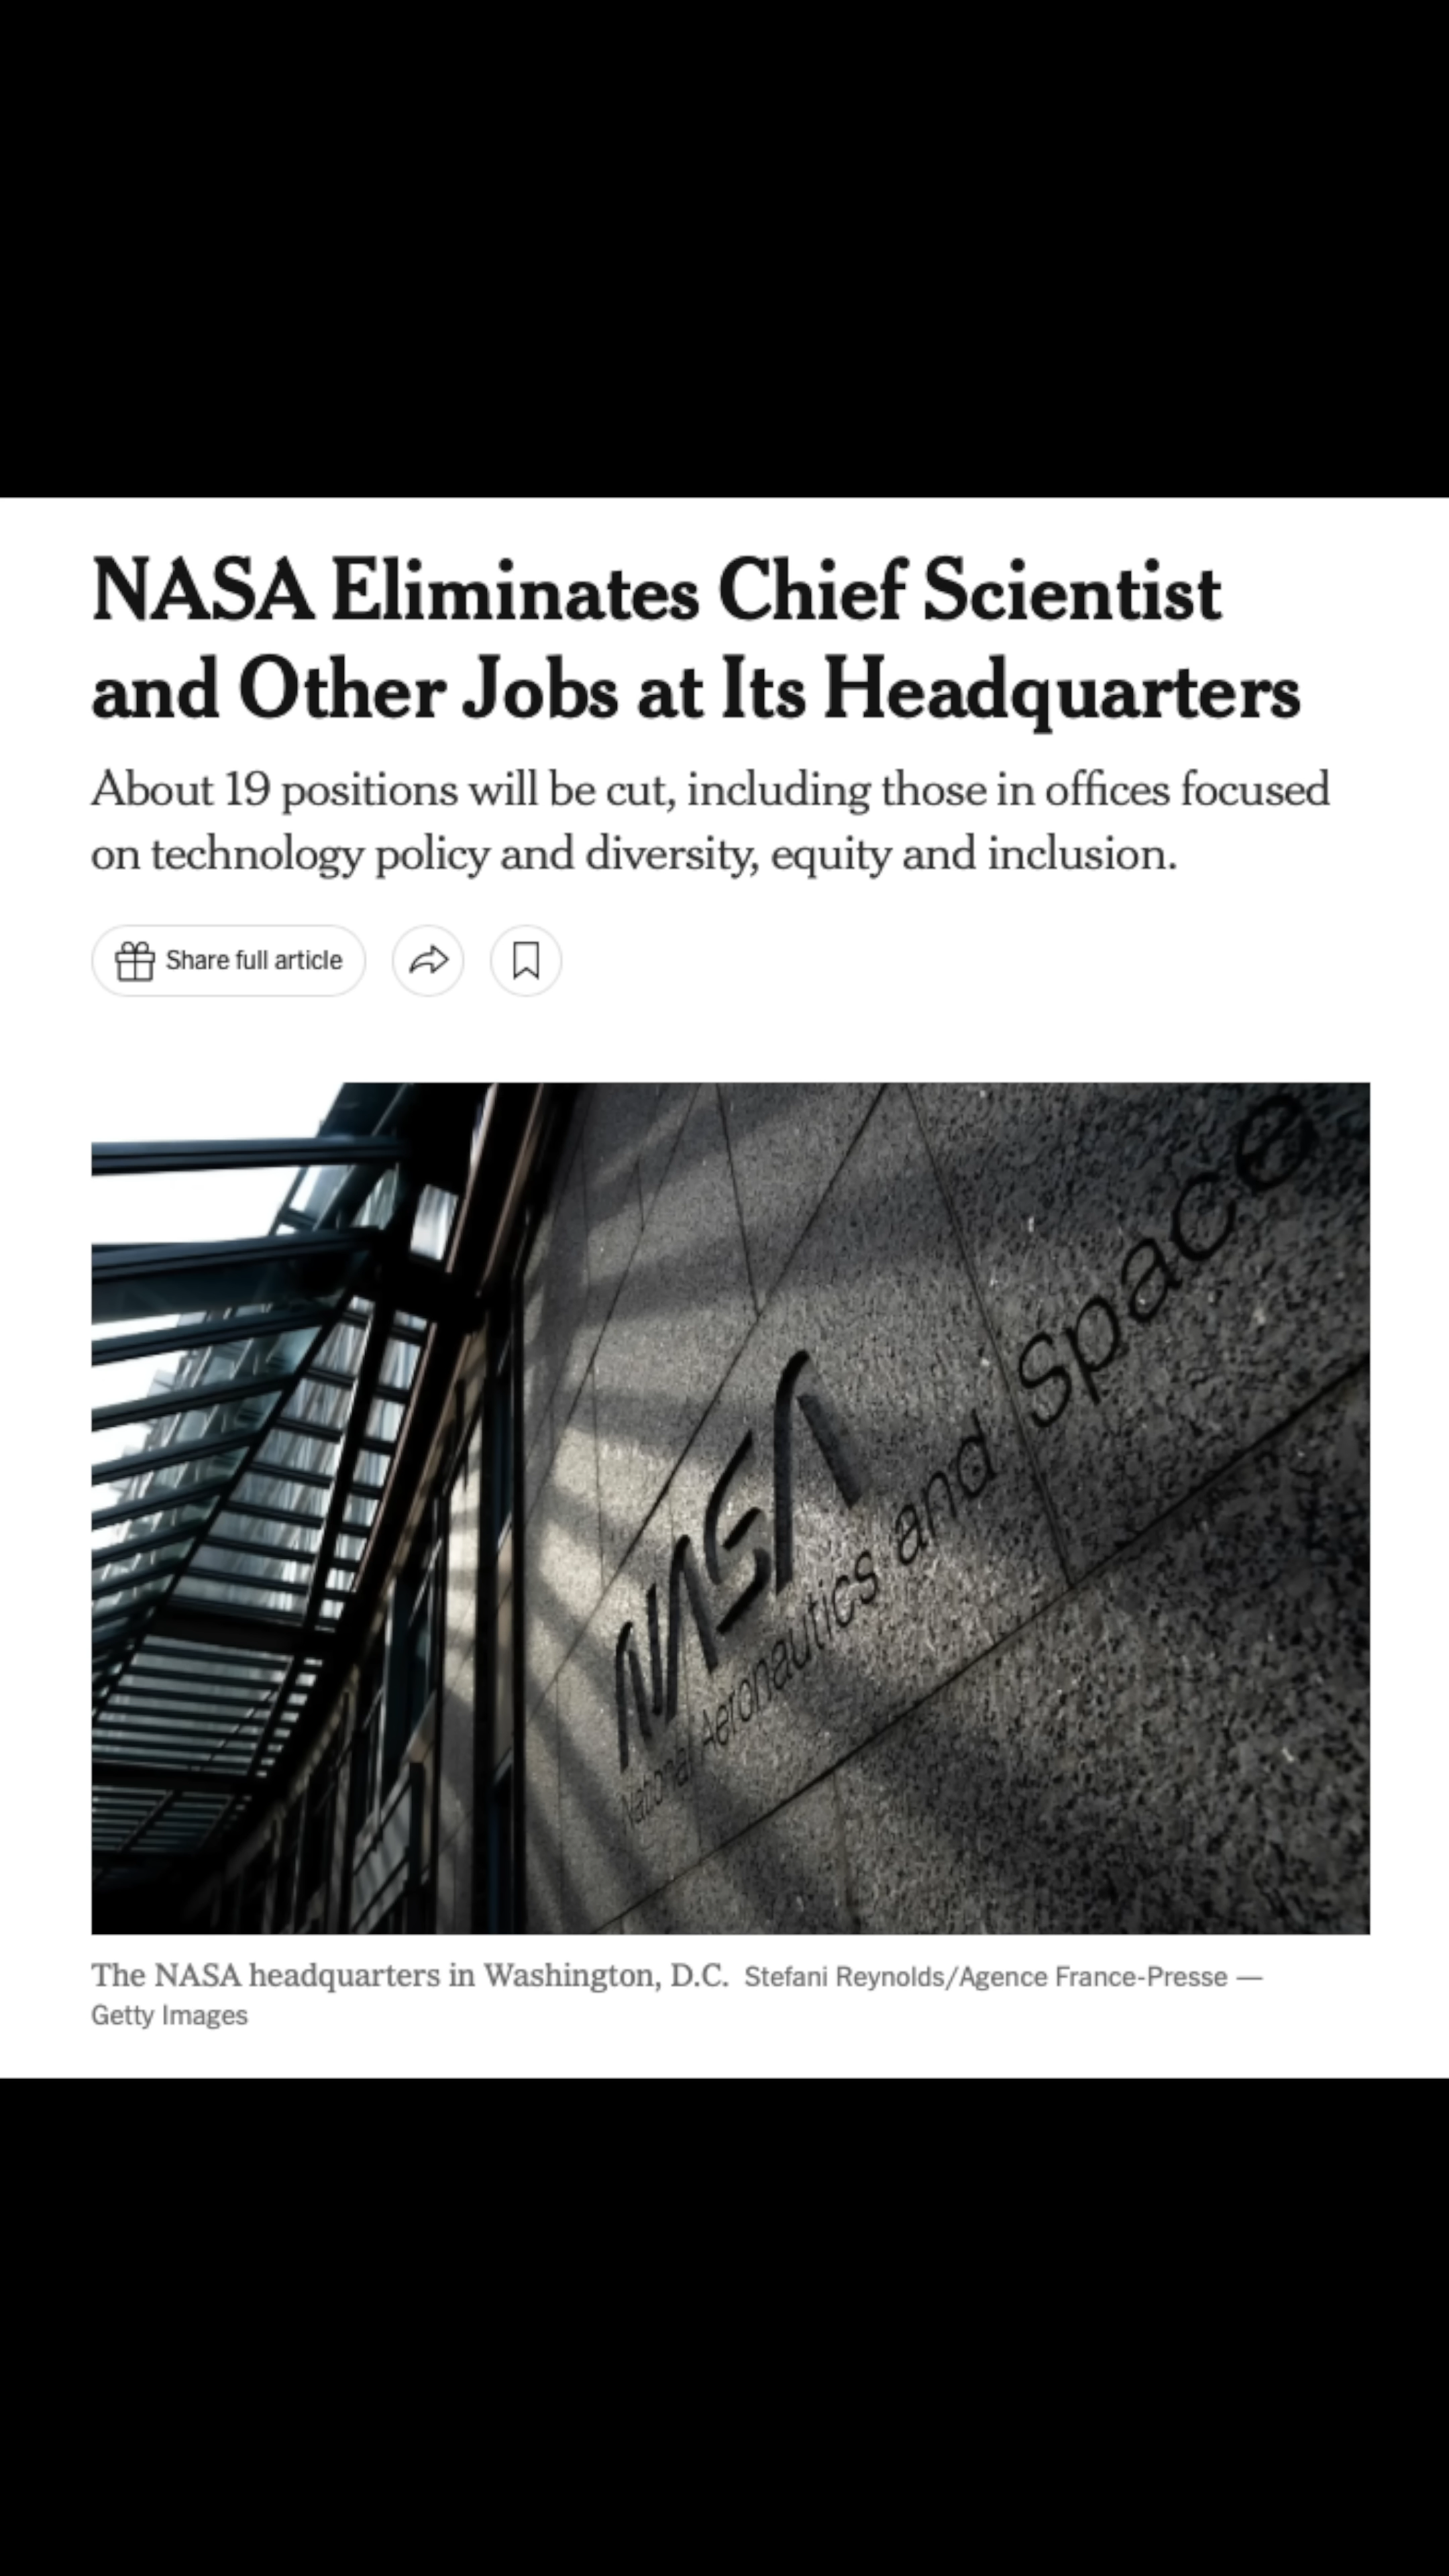 NASA Eliminates Chief Scientist
and Other Jobs at Its Headquarters
About 19 positions will be cut, including those in offices focused
on technology policy and diversity, equity and inclusion.
Share full article
NASA
National Aeronautics and Space
The NASA headquarters in Washington, D.C. Stefani Reynolds/Agence France-Presse —
Getty Images